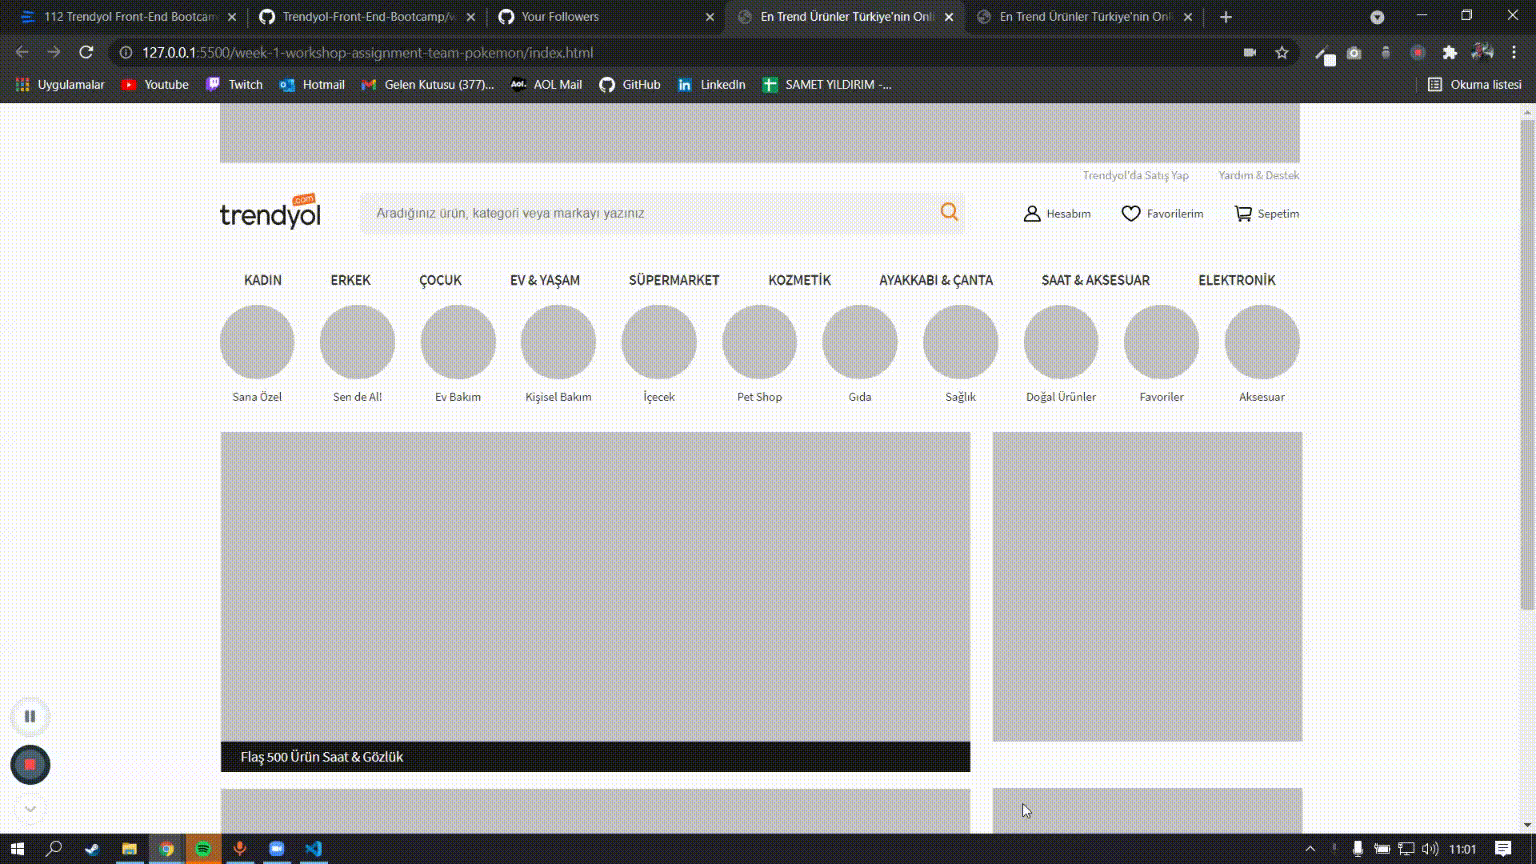 112 Trendyol Front-End Bootcam
Trendyol-Front-End-Bootcamp/w
Your Followers
En Trend Ürünler Türkiye'nin Onli
En Trend Ürünler Türkiye'nin Onli
127.0.0.1:5500/week-1-workshop-assignment-team-pokemon/index.html
Uygulamalar
Youtube
Twitch
Hotmail
Gelen Kutusu (377)...
Aol.
AOL Mail
GitHub
LinkedIn
SAMET YILDIRIM -...
Okuma listesi
Trendyol'da Satış Yap
Yardım & Destek
trendyol
.com
Aradığınız ürün, kategori veya markayı yazınız
Hesabım
Favorilerim
Sepetim
KADIN
ERKEK
ÇOCUK
EV & YAŞAM
SÜPERMARKET
KOZMETİK
AYAKKABI & ÇANTA
SAAT & AKSESUAR
ELEKTRONİK
Sana Özel
Sen de Al!
Ev Bakım
Kişisel Bakım
İçecek
Pet Shop
Gıda
Sağlık
Doğal Ürünler
Favoriler
Aksesuar
Flaş 500 Ürün Saat & Gözlük
11:01